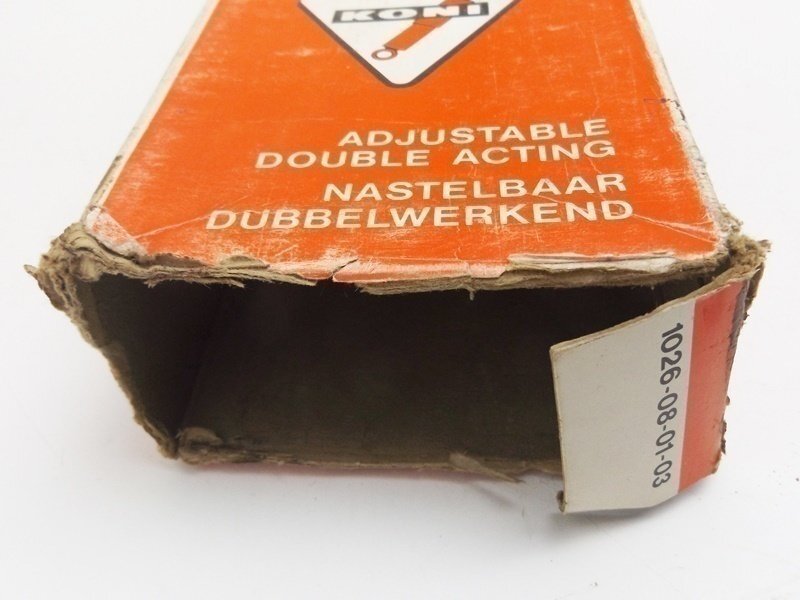 KONI
ADJUSTABLE
DOUBLE ACTING
NASTELBAAR
DUBBELWERKEND
1026-08-01-03